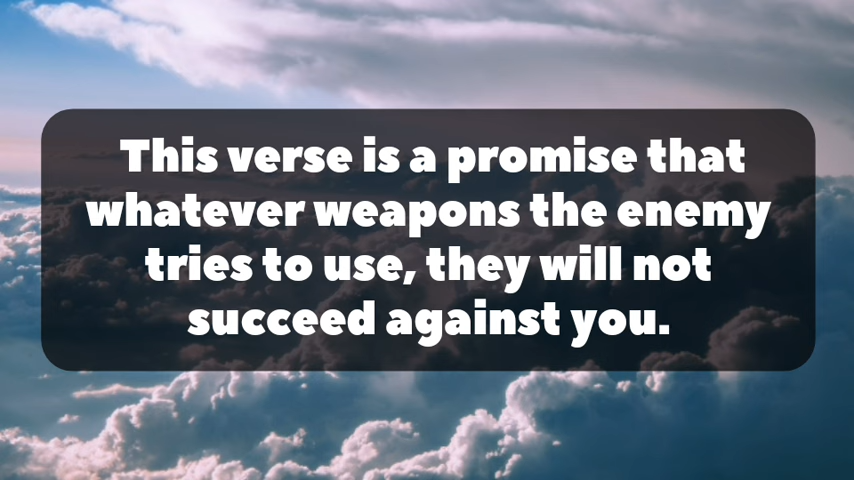 This verse is a promise that
whatever weapons the enemy
tries to use, they will not
succeed against you.